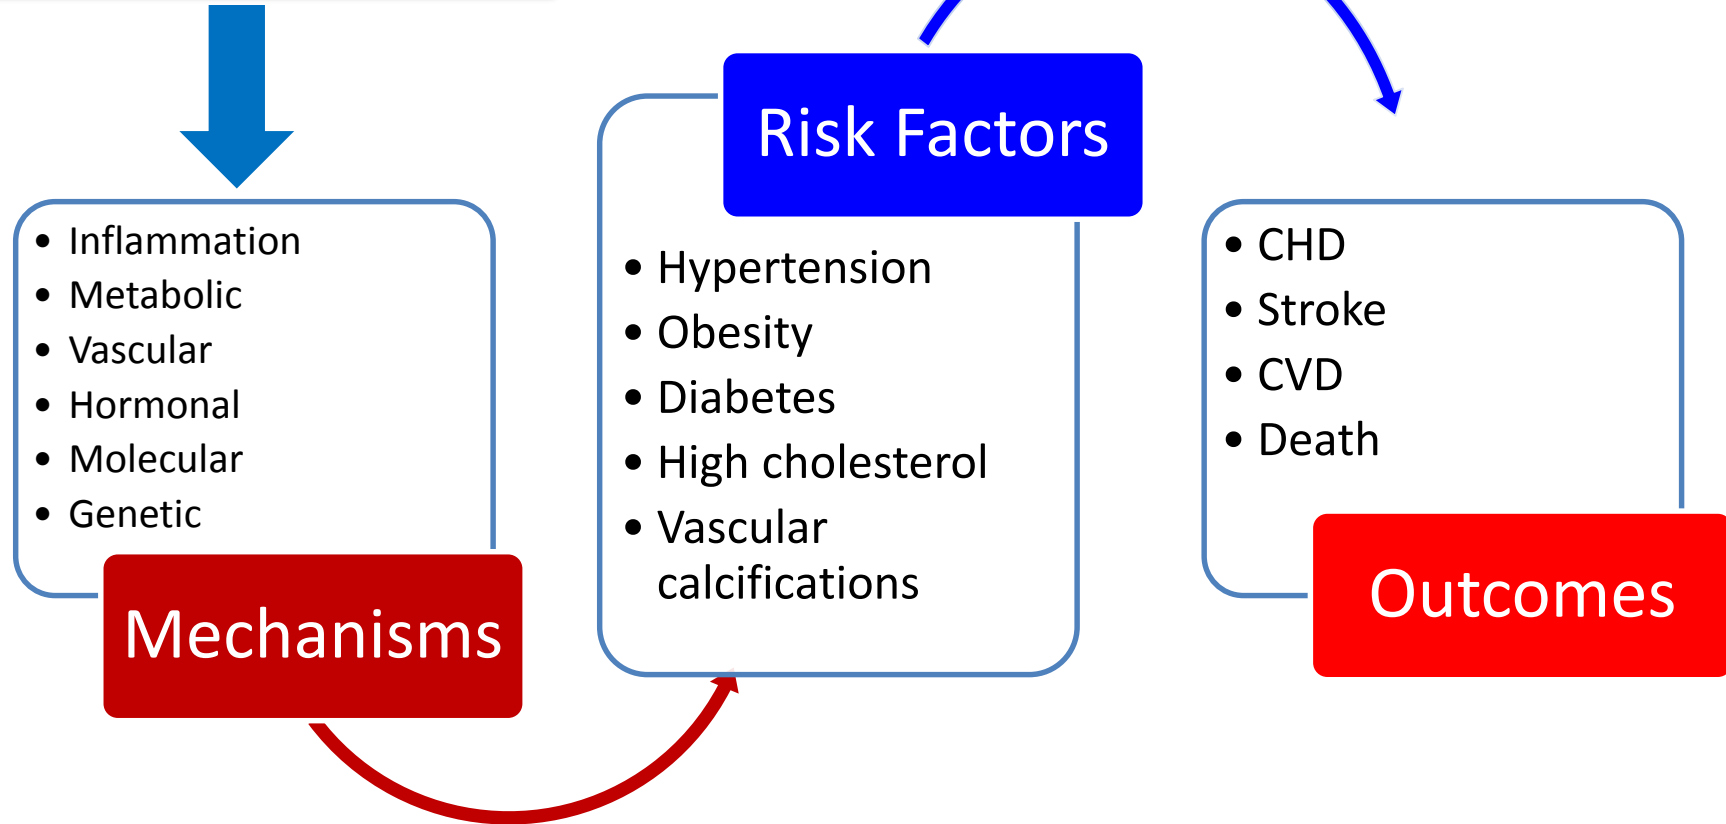 • Inflammation
• Metabolic
• Vascular
• Hormonal
• Molecular
• Genetic
Mechanisms
Risk Factors
• Hypertension
• Obesity
• Diabetes
• High cholesterol
• Vascular
calcifications
• CHD
• Stroke
• CVD
• Death
Outcomes